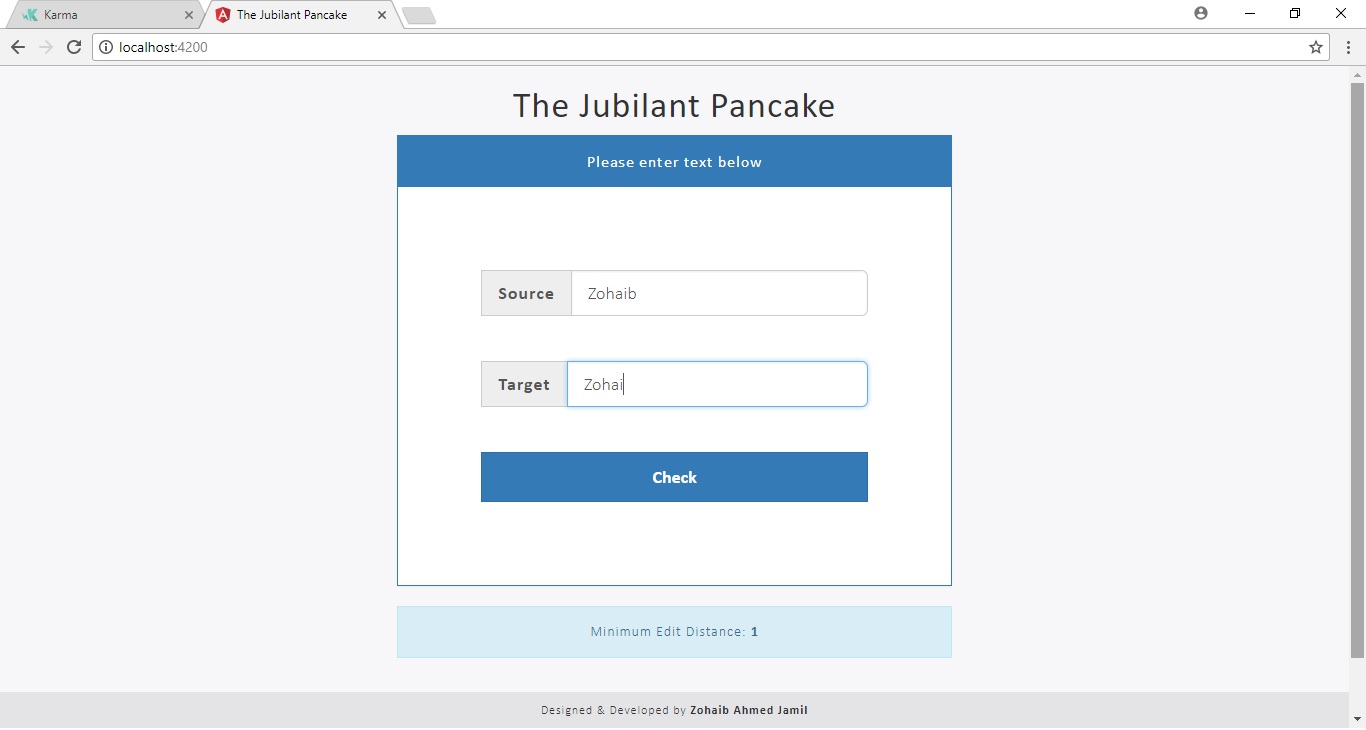 Karma
The Jubilant Pancake
localhost:4200
The Jubilant Pancake
Please enter text below
Source Zohaib
Target Zohai
Check
Minimum Edit Distance: 1
Designed & Developed by Zohaib Ahmed Jamil